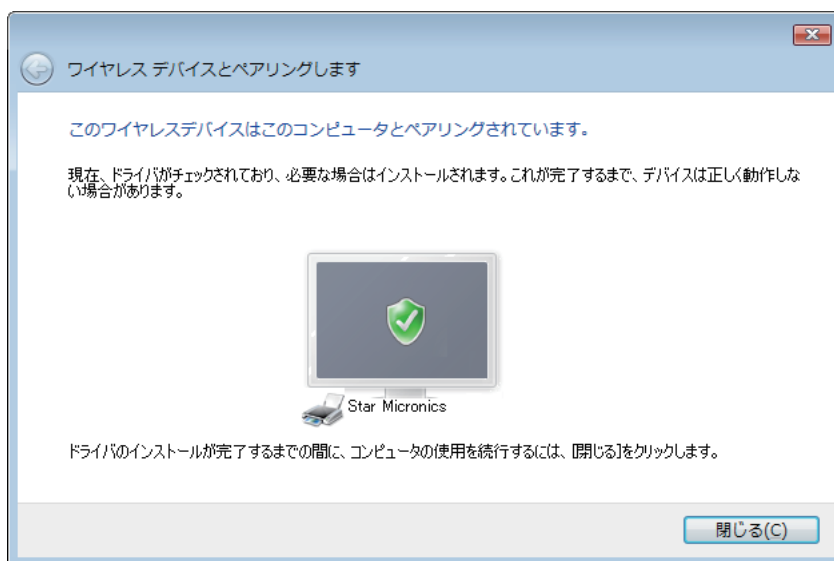 ワイヤレス デバイスとペアリングします
このワイヤレスデバイスはこのコンピュータとペアリングされています。
現在、ドライバがチェックされており、必要な場合はインストールされます。これが完了するまで、デバイスは正しく動作しな
い場合があります。
Star Micronics
ドライバのインストールが完了するまでの間に、コンピュータの使用を続行するには、[閉じる]をクリックします。
閉じる(C)